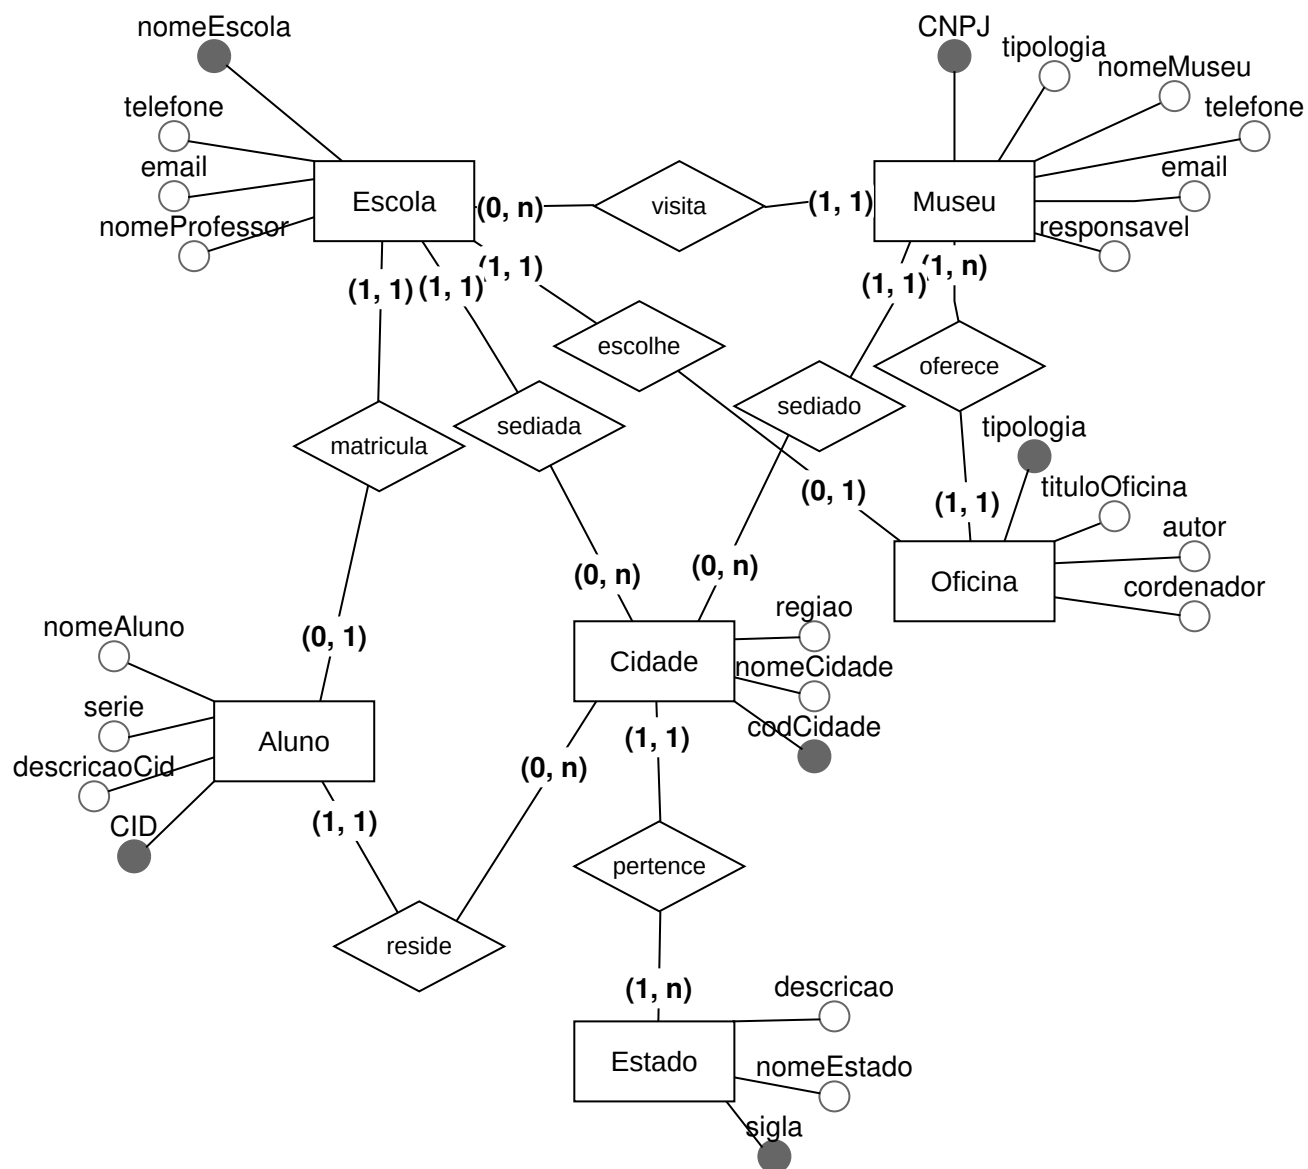 nomeEscola
CNPJ
tipologia
nomeMuseu
telefone
telefone
email
email
nomeProfessor
responsavel
Escola
(0, n)
visita
(1, 1)
Museu
(1, 1)
(1, 1)
(1, 1)
(1, 1)
(1, n)
escolhe
oferece
sediado
sediada
matricula
tipologia
tituloOficina
(0, 1)
(1, 1)
autor
cordenador
Oficina
(0, n)
(0, n)
regiao
nomeCidade
codCidade
Cidade
nomeAluno
(0, 1)
serie
descricaoCid
CID
Aluno
(1, 1)
(0, n)
(1, 1)
pertence
reside
(1, n)
descricao
Estado
nomeEstado
sigla